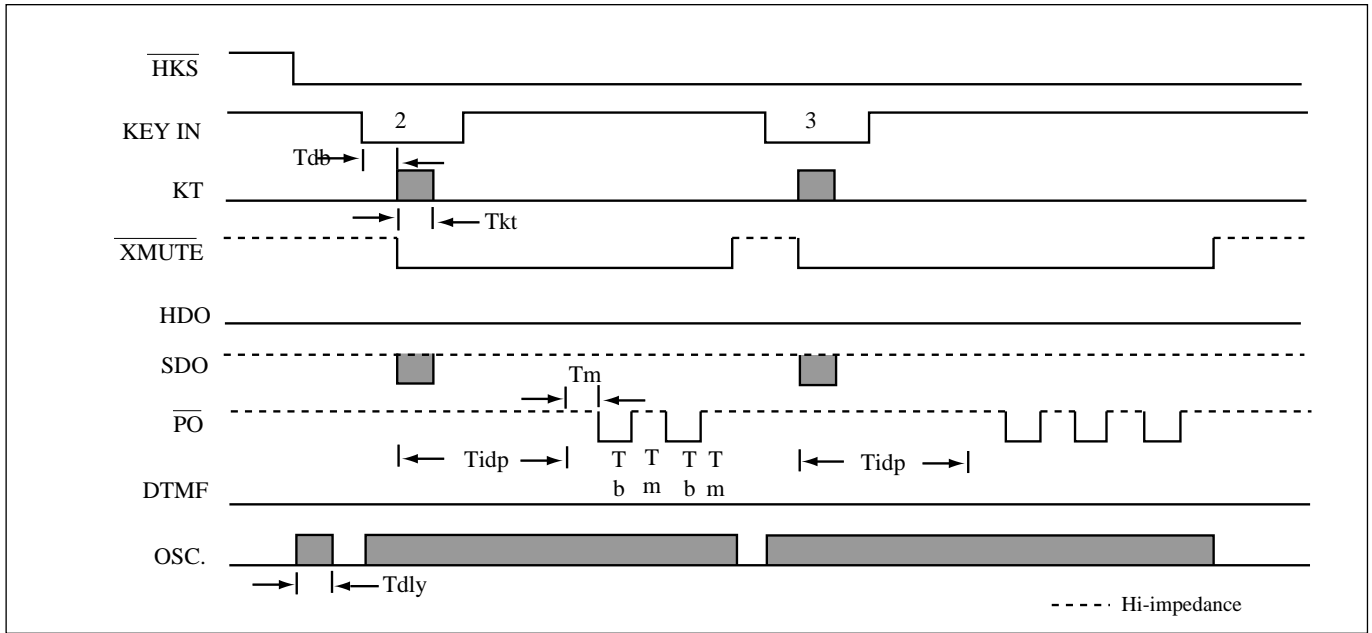 HKS
KEY IN 2 3
Tdb
KT
Tkt
XMUTE
HDO
SDO
Tm
PO
Tidp T T T T Tidp
b m b m
DTMF
OSC.
Tdly
Hi-impedance